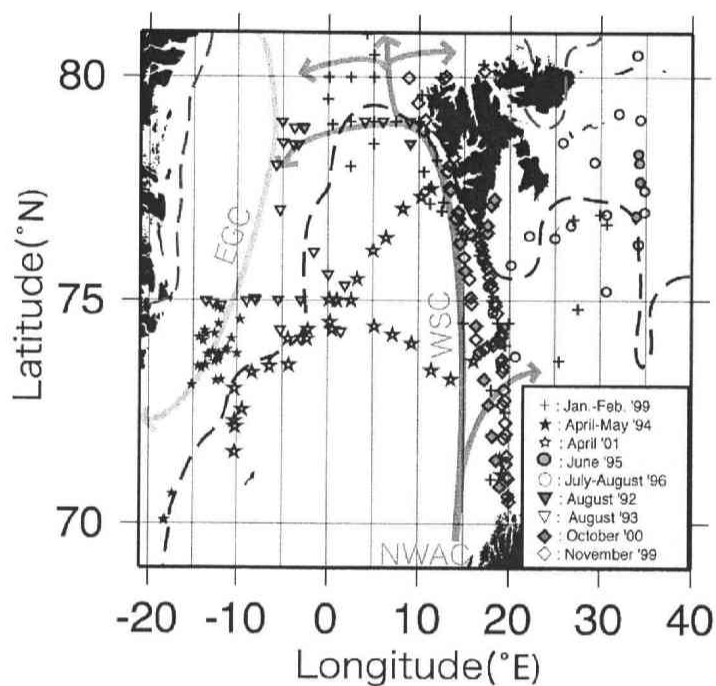 80
75
70
Latitude(°N)
EGC
WSC
NWAC
+ : Jan.-Feb. '99
★ : April-May '94
☆ : April '01
: June '95
○ : July-August '96
▼ : August '92
▽ : August '93
◆ : October '00
◇ : November '99
-20 -10 0 10 20 30 40
Longitude(°E)